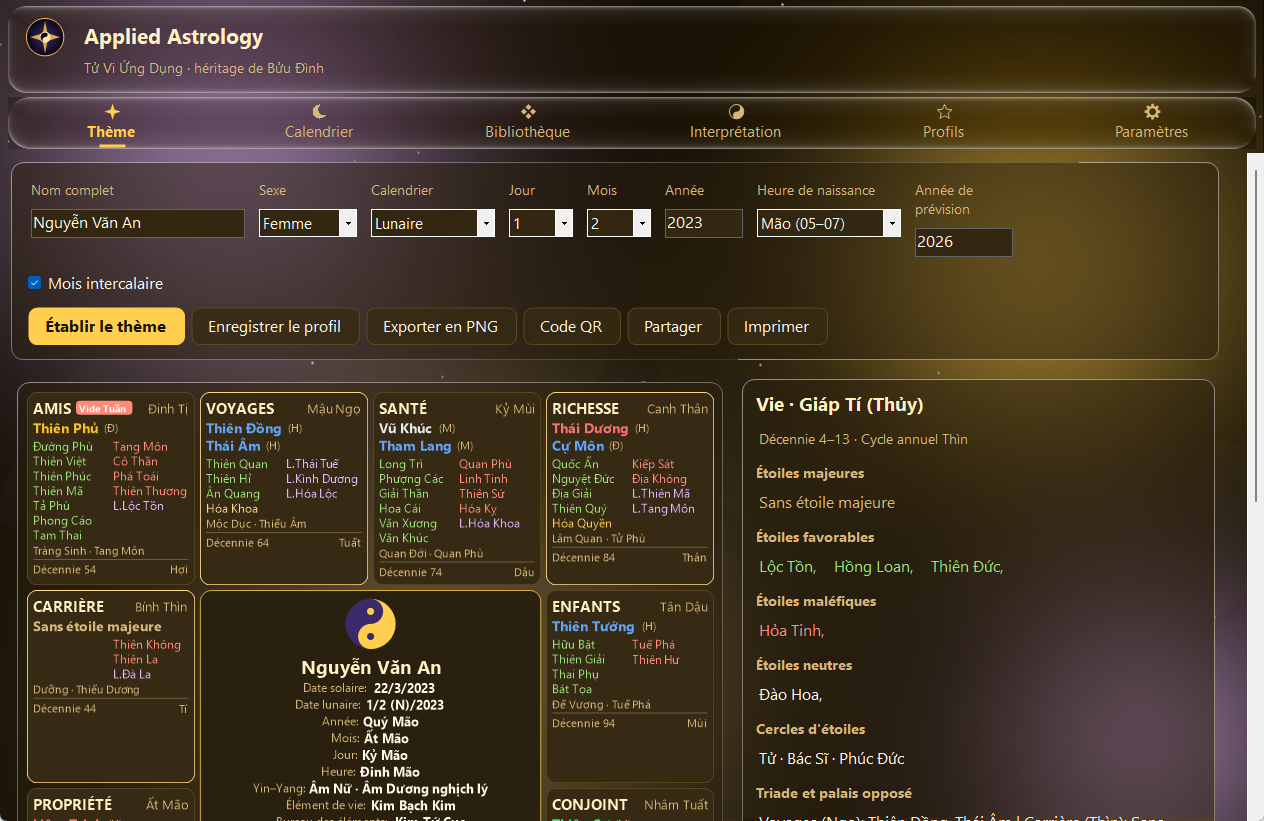 Applied Astrology
Tử Vi Ứng Dụng · héritage de Bửu Đình
Thème
Calendrier
Bibliothèque
Interprétation
Profils
Paramètres
Nom complet
Sexe
Calendrier
Jour
Mois
Année
Heure de naissance
Année de prévision
Nguyễn Văn An
Femme
Lunaire
1
2
2023
Mão (05–07)
2026
Mois intercalaire
Établir le thème
Enregistrer le profil
Exporter en PNG
Code QR
Partager
Imprimer
AMIS Vide Tuần Đinh Tị
Thiên Phủ (Đ)
Đường Phù Tang Môn
Thiên Việt Cô Thần
Thiên Phúc Phá Toái
Thiên Mã Thiên Thương
Tả Phù L.Lộc Tồn
Phong Cáo
Tam Thai
Tràng Sinh · Tang Môn
Décennie 54 Hợi
VOYAGES Mậu Ngọ
Thiên Đồng (H)
Thái Âm (H)
Thiên Quan L.Thái Tuế
Thiên Hỉ L.Kình Dương
Ân Quang L.Hóa Lộc
Hóa Khoa
Mộc Dục · Thiếu Âm
Décennie 64 Tuất
SANTÉ Kỷ Mùi
Vũ Khúc (M)
Tham Lang (M)
Long Trì Quan Phù
Phượng Các Linh Tinh
Giải Thần Thiên Sứ
Hoa Cái Hóa Kỵ
Văn Xương L.Hóa Khoa
Văn Khúc
Quan Đới · Quan Phù
Décennie 74 Dậu
RICHESSE Canh Thân
Thái Dương (H)
Cự Môn (Đ)
Quốc Ấn Kiếp Sát
Nguyệt Đức Địa Không
Địa Giải L.Thiên Mã
Thiên Quý L.Tang Môn
Hóa Quyền
Lâm Quan · Tử Phù
Décennie 84 Thân
CARRIÈRE Bính Thìn
Sans étoile majeure
Thiên Không
Thiên La
L.Đà La
Dưỡng · Thiếu Dương
Décennie 44 Tí
Nguyễn Văn An
Date solaire: 22/3/2023
Date lunaire: 1/2 (N)/2023
Année: Quý Mão
Mois: Ất Mão
Jour: Kỷ Mão
Heure: Đinh Mão
Yin–Yang: Âm Nữ · Âm Dương nghịch lý
Élément de vie: Kim Bạch Kim
Bureau des éléments: Kim Tứ Cục
ENFANTS Tân Dậu
Thiên Tướng (H)
Hữu Bật Tuế Phá
Thiên Giải Thiên Hư
Thai Phụ
Bát Tọa
Đế Vượng · Tuế Phá
Décennie 94 Mùi
PROPRIÉTÉ Ất Mão
CONJOINT Nhâm Tuất
Vie · Giáp Tí (Thủy)
Décennie 4–13 · Cycle annuel Thìn
Étoiles majeures
Sans étoile majeure
Étoiles favorables
Lộc Tồn, Hồng Loan, Thiên Đức,
Étoiles maléfiques
Hỏa Tinh,
Étoiles neutres
Đào Hoa,
Cercles d'étoiles
Tử · Bác Sĩ · Phúc Đức
Triade et palais opposé
Voyages (Ngọ): Thiên Đồng, Thái Âm | Carrière (Thìn): Sans